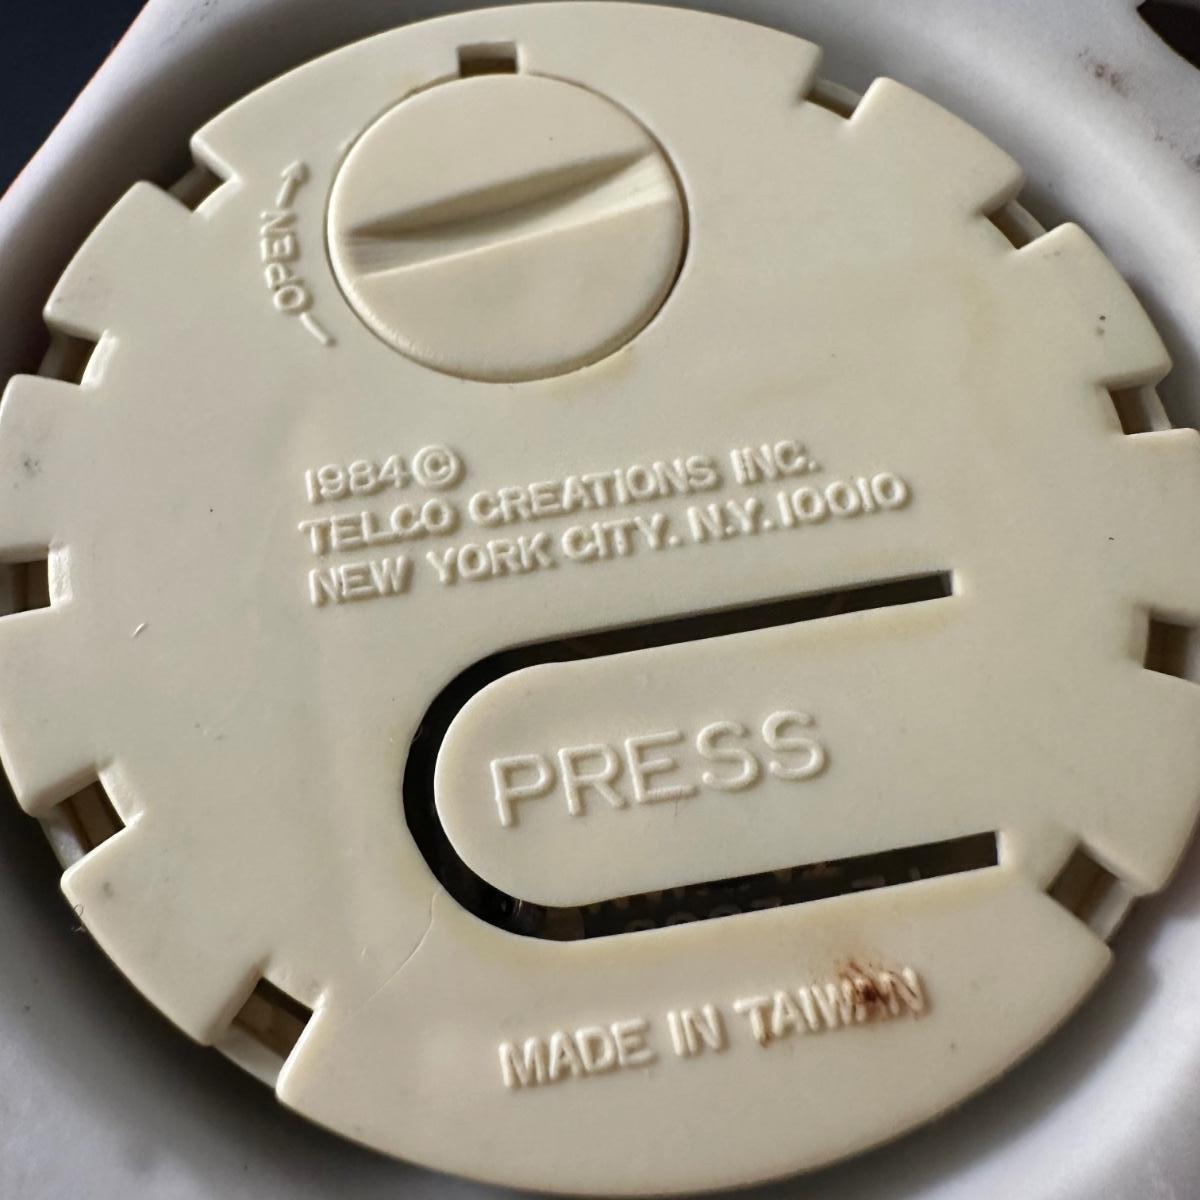 OPEN
1984©
TELCO CREATIONS INC.
NEW YORK CITY. N.Y. 10010
PRESS
MADE IN TAIWAN